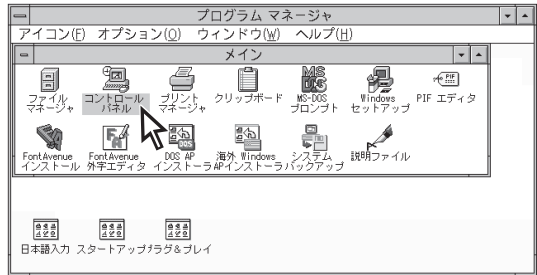 プログラム マネージャ
アイコン(F) オプション(O) ウィンドウ(W) ヘルプ(H)
メイン
ファイル マネージャ
コントロール パネル
プリント マネージャ
クリップボード
MS-DOS プロンプト
Windows セットアップ
PIF エディタ
FontAvenue インストール
FontAvenue 外字エディタ
DOS AP インストーラ
海外 Windows APインストーラ
システム バックアップ
説明ファイル
日本語入力 スタートアップ プラグ&プレイ